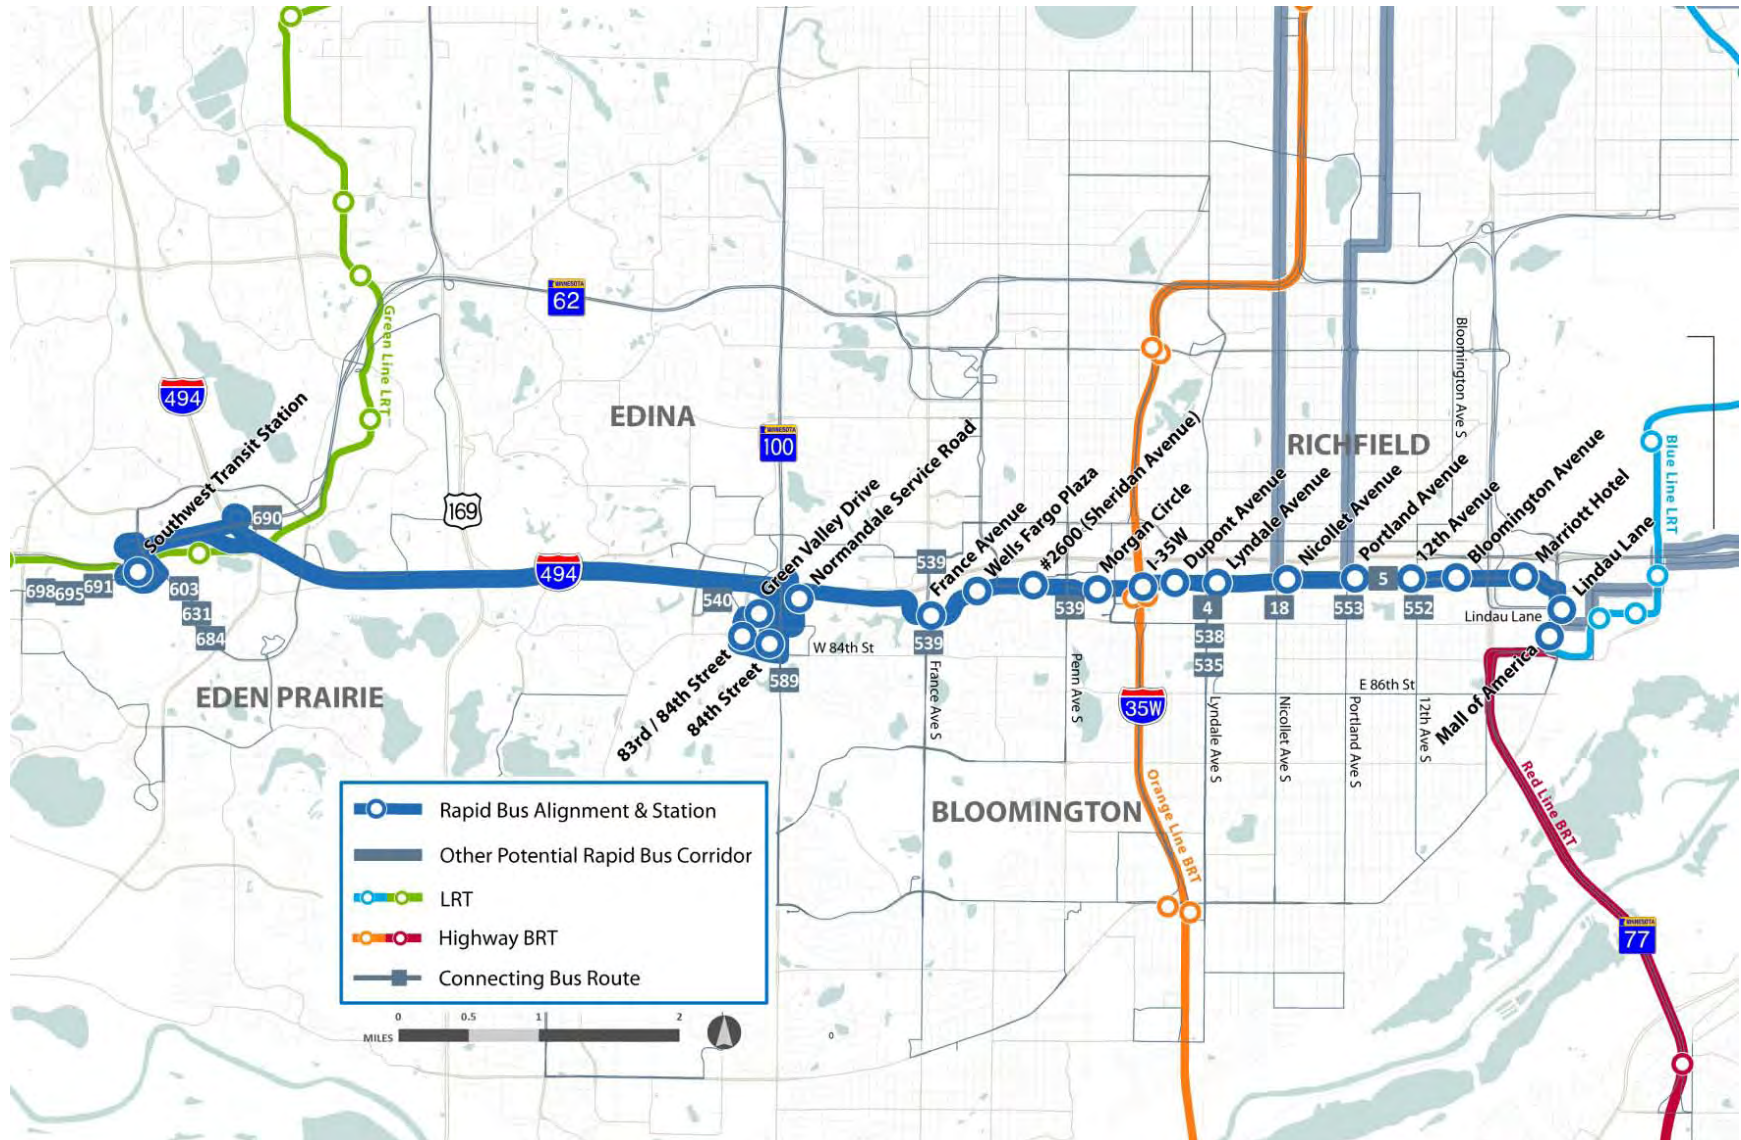 MINNESOTA
62
Green Line LRT
494
Southwest Transit Station
EDINA
MINNESOTA
100
RICHFIELD
Bloomington Ave S
Blue Line LRT
169
690
494
698
695
691
603
631
684
EDEN PRAIRIE
540
Green Valley Drive
Normandale Service Road
83rd / 84th Street
84th Street
589
W 84th St
539
France Avenue
539
Wells Fargo Plaza
#2600 (Sheridan Avenue)
539
Morgan Circle
I-35W
Dupont Avenue
Lyndale Avenue
4
538
535
Nicollet Avenue
18
Portland Avenue
553
5
12th Avenue
552
Bloomington Avenue
Marriott Hotel
Lindau Lane
Lindau Lane
Mall of America
E 86th St
France Ave S
Penn Ave S
35W
Lyndale Ave S
Nicollet Ave S
Portland Ave S
12th Ave S
BLOOMINGTON
Orange Line BRT
Red Line BRT
MINNESOTA
77
Rapid Bus Alignment & Station
Other Potential Rapid Bus Corridor
LRT
Highway BRT
Connecting Bus Route
0 0.5 1 2
MILES
0